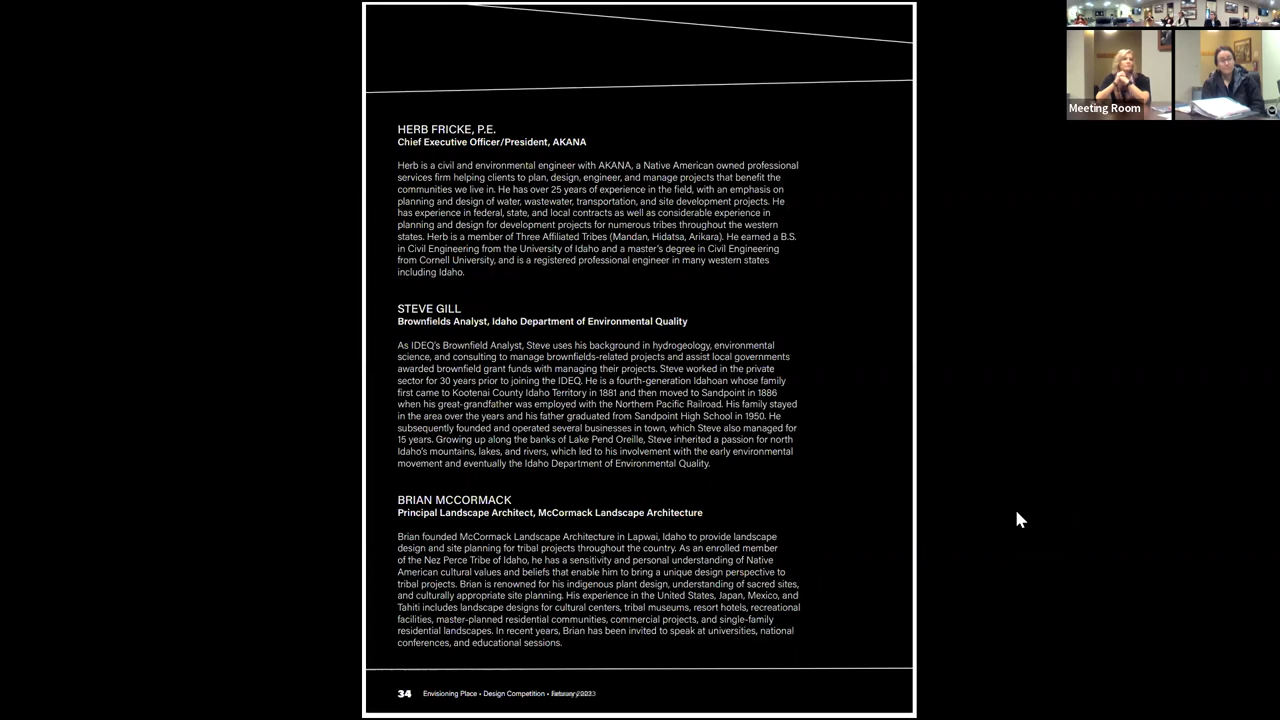 Meeting Room
HERB FRICKE, P.E.
Chief Executive Officer/President, AKANA
Herb is a civil and environmental engineer with AKANA, a Native American owned professional
services firm helping clients to plan, design, engineer, and manage projects that benefit the
communities we live in. He has over 25 years of experience in the field, with an emphasis on
planning and design of water, wastewater, transportation, and site development projects. He
has experience in federal, state, and local contracts as well as considerable experience in
planning and design for development projects for numerous tribes throughout the western
states. Herb is a member of Three Affiliated Tribes (Mandan, Hidatsa, Arikara). He earned a B.S.
in Civil Engineering from the University of Idaho and a master's degree in Civil Engineering
from Cornell University, and is a registered professional engineer in many western states
including Idaho.
STEVE GILL
Brownfields Analyst, Idaho Department of Environmental Quality
As IDEQ's Brownfield Analyst, Steve uses his background in hydrogeology, environmental
science, and consulting to manage brownfields-related projects and assist local governments
awarded brownfield grant funds with managing their projects. Steve worked in the private
sector for 30 years prior to joining the IDEQ. He is a fourth-generation Idahoan whose family
first came to Kootenai County Idaho Territory in 1881 and then moved to Sandpoint in 1886
when his great-grandfather was employed with the Northern Pacific Railroad. His family stayed
in the area over the years and his father graduated from Sandpoint High School in 1950. He
subsequently founded and operated several businesses in town, which Steve also managed for
15 years. Growing up along the banks of Lake Pend Oreille, Steve inherited a passion for north
Idaho's mountains, lakes, and rivers, which led to his involvement with the early environmental
movement and eventually the Idaho Department of Environmental Quality.
BRIAN MCCORMACK
Principal Landscape Architect, McCormack Landscape Architecture
Brian founded McCormack Landscape Architecture in Lapwai, Idaho to provide landscape
design and site planning for tribal projects throughout the country. As an enrolled member
of the Nez Perce Tribe of Idaho, he has a sensitivity and personal understanding of Native
American cultural values and beliefs that enable him to bring a unique design perspective to
tribal projects. Brian is renowned for his indigenous plant design, understanding of sacred sites,
and culturally appropriate site planning. His experience in the United States, Japan, Mexico, and
Tahiti includes landscape designs for cultural centers, tribal museums, resort hotels, recreational
facilities, master-planned residential communities, commercial projects, and single-family
residential landscapes. In recent years, Brian has been invited to speak at universities, national
conferences, and educational sessions.
34 Envisioning Place • Design Competition •